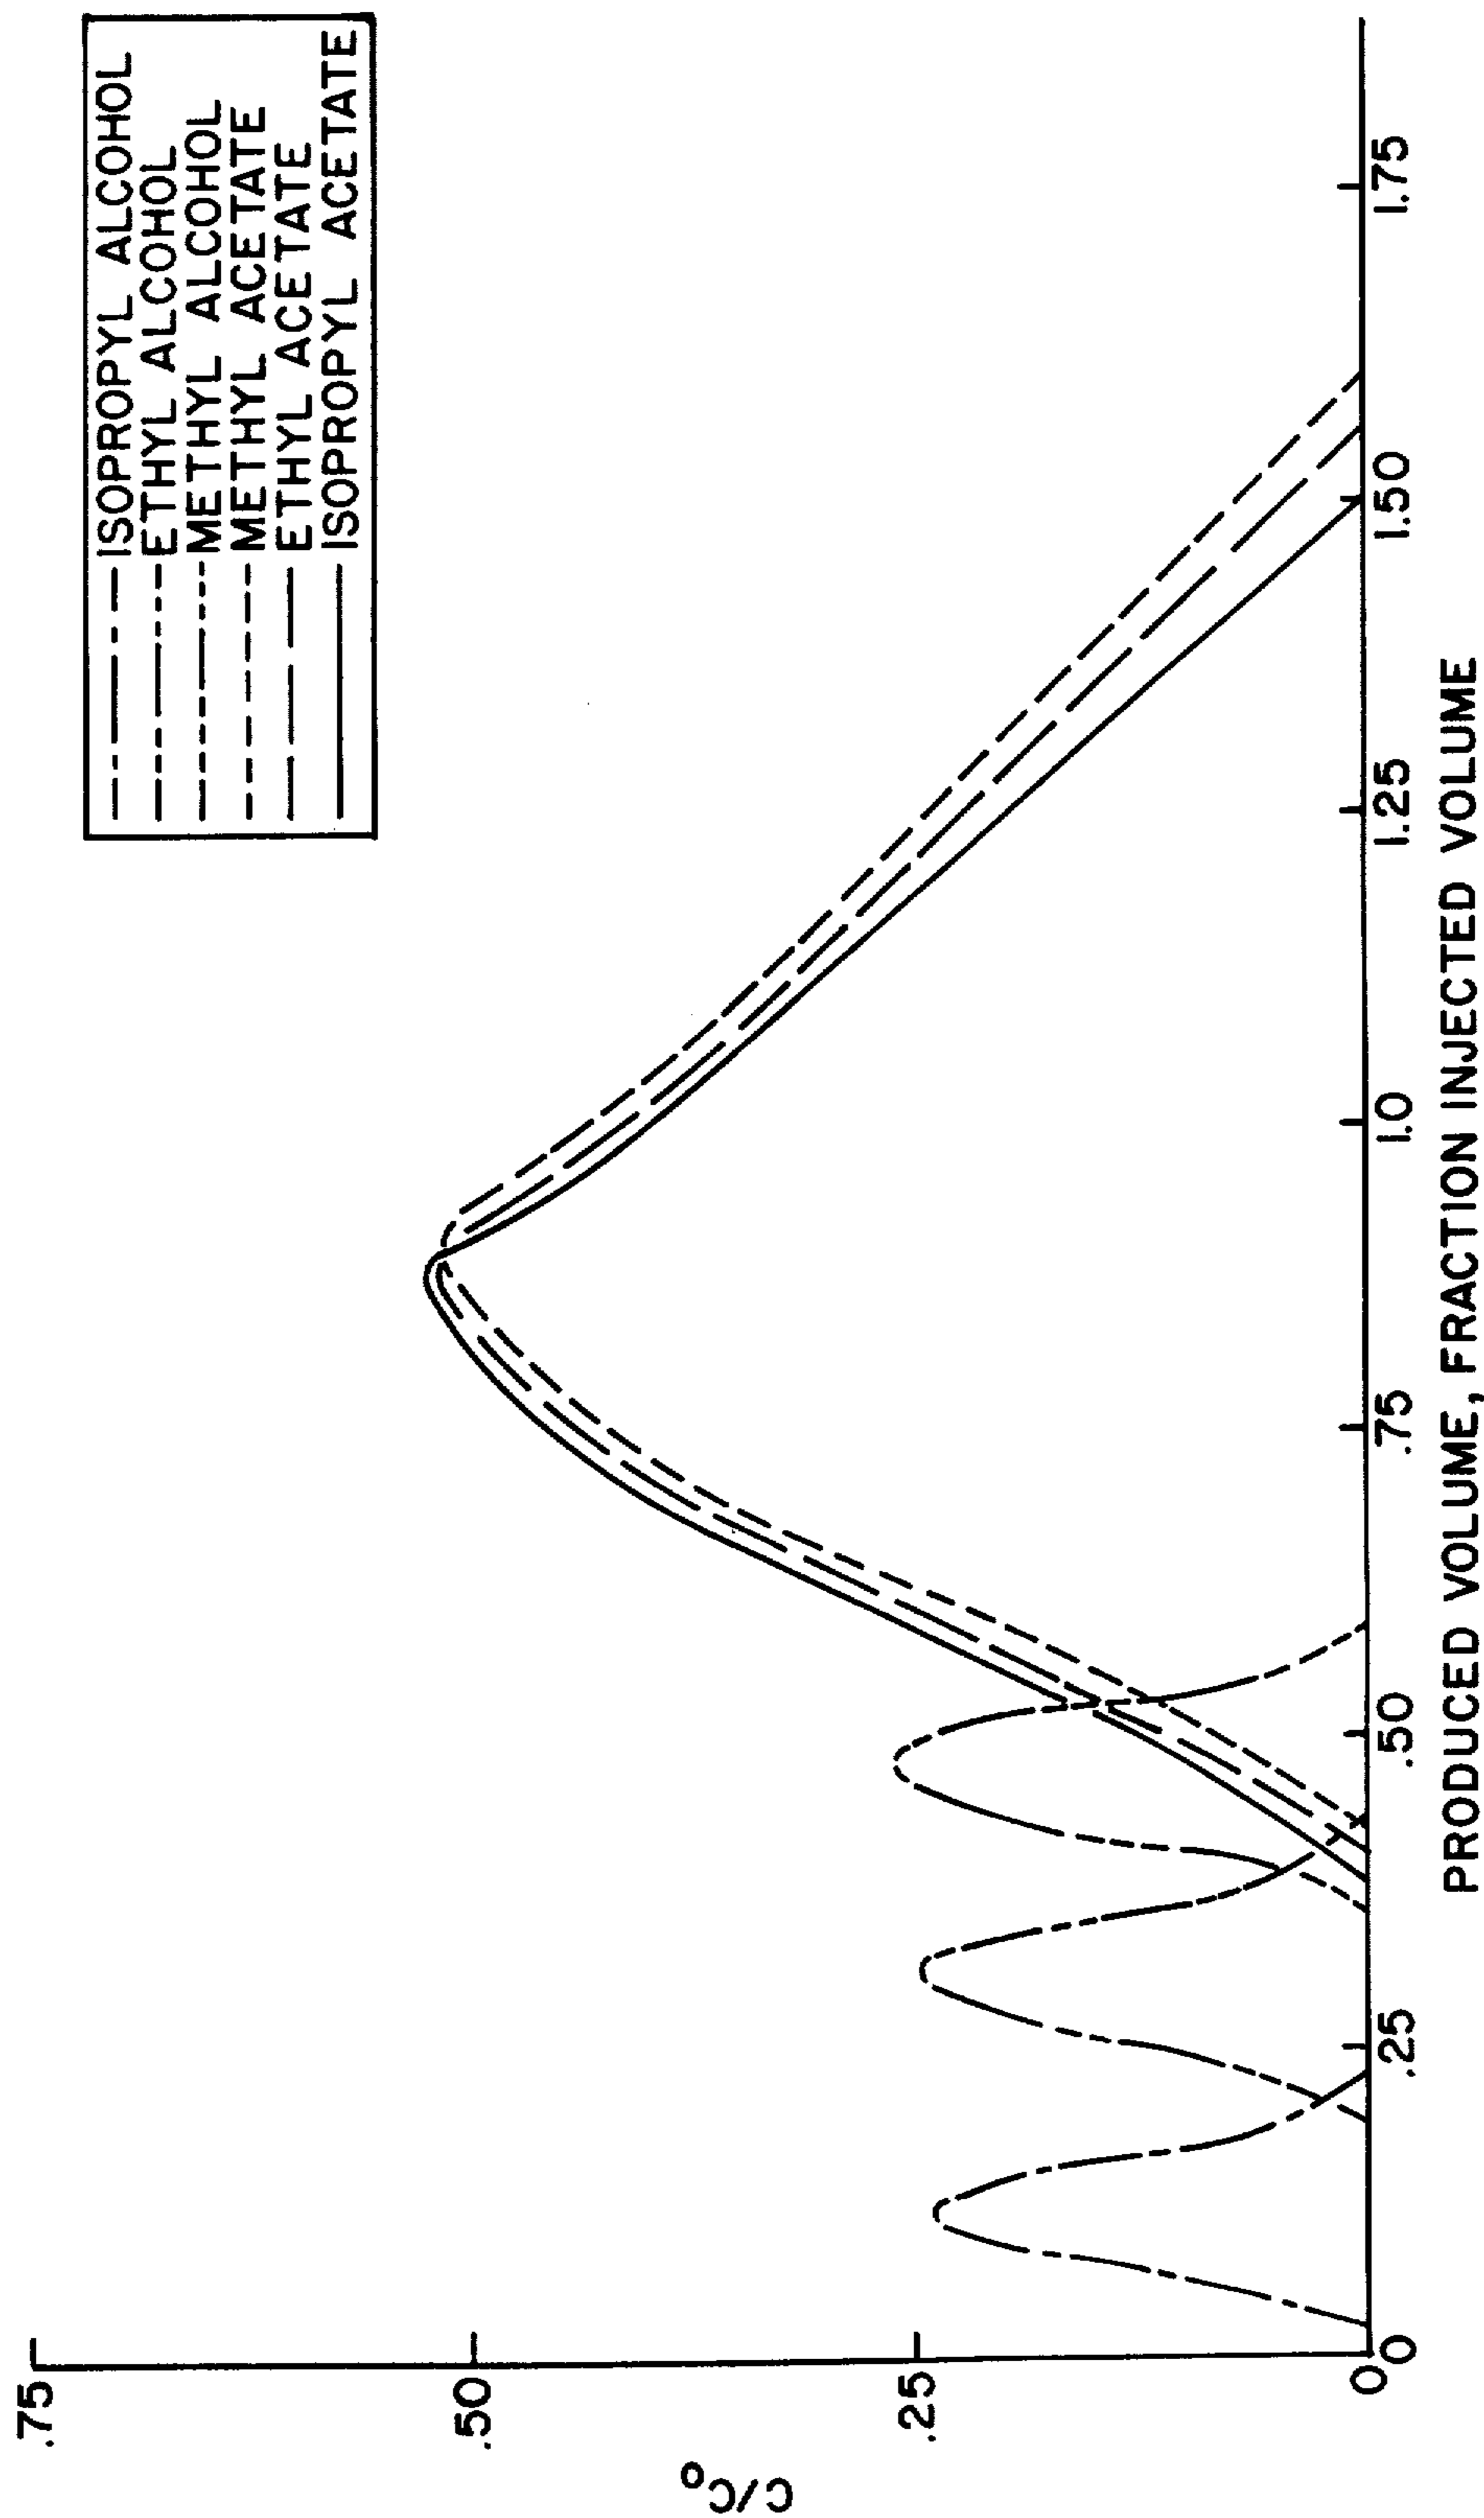 ISOPROPYL ALCOHOL
ETHYL ALCOHOL
METHYL ALCOHOL
METHYL ACETATE
ETHYL ACETATE
ISOPROPYL ACETATE
.75
.50
.25
0
C/C₀
0
.25
.50
.75
1.0
1.25
1.50
1.75
PRODUCED VOLUME, FRACTION INJECTED VOLUME